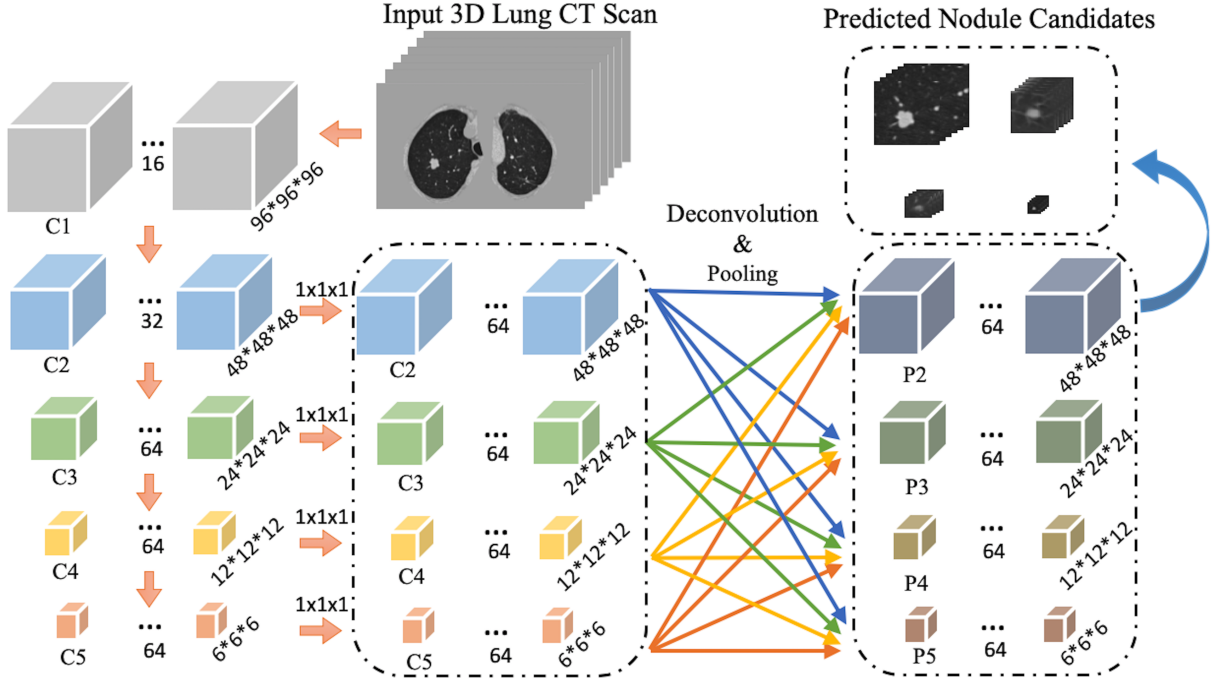 Input 3D Lung CT Scan
Predicted Nodule Candidates
...
16
96*96*96
C1
Deconvolution
&
Pooling
...
32
48*48*48
C2
1x1x1
...
64
48*48*48
C2
...
64
48*48*48
P2
...
64
24*24*24
C3
1x1x1
...
64
24*24*24
C3
...
64
24*24*24
P3
...
64
12*12*12
C4
1x1x1
...
64
12*12*12
C4
...
64
12*12*12
P4
...
64
6*6*6
C5
1x1x1
...
64
6*6*6
C5
...
64
6*6*6
P5